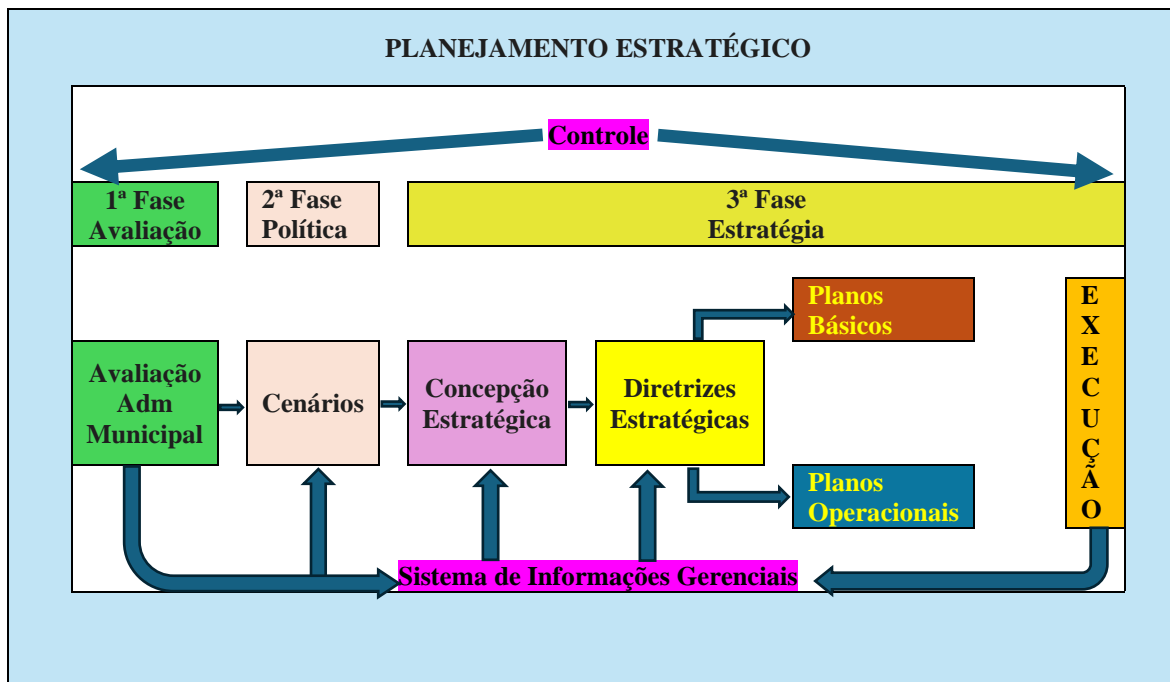 PLANEJAMENTO ESTRATÉGICO
Controle
1ª Fase
Avaliação
2ª Fase
Política
3ª Fase
Estratégia
Planos
Básicos
Avaliação
Adm
Municipal
Cenários
Concepção
Estratégica
Diretrizes
Estratégicas
Planos
Operacionais
E
X
E
C
U
Ç
Ã
O
Sistema de Informações Gerenciais